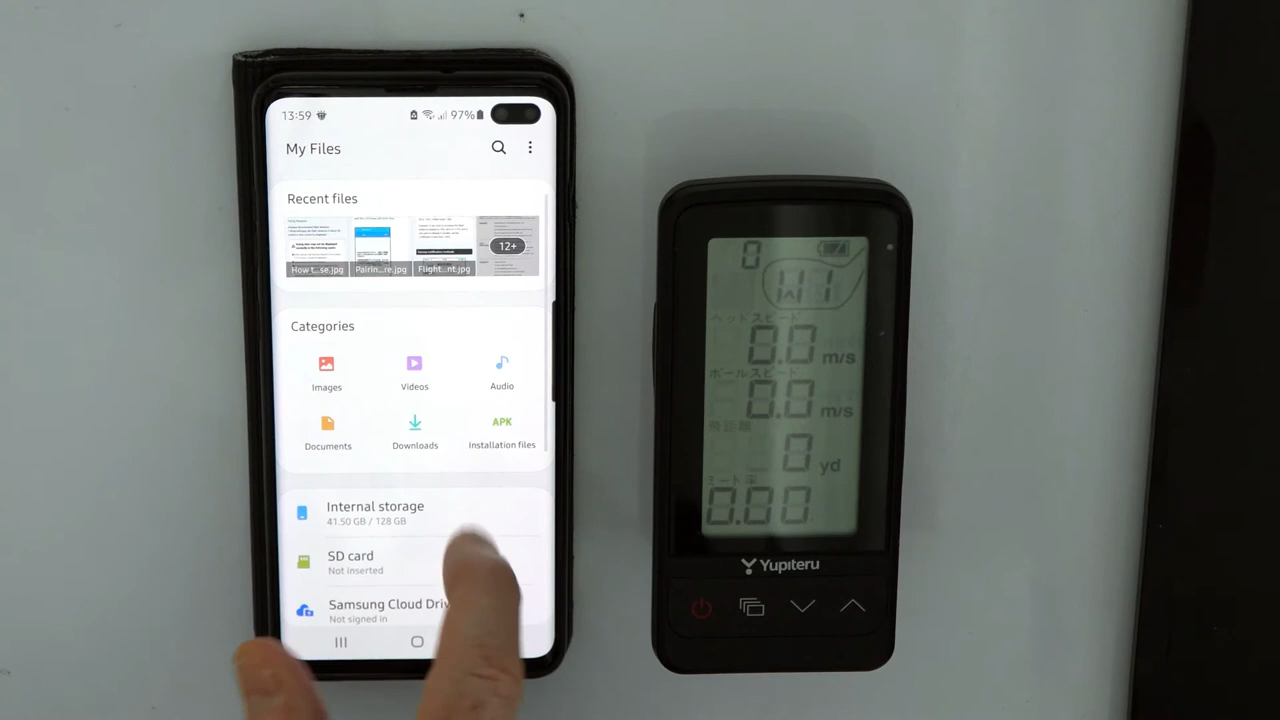 13:59 97%
My Files
Recent files
How t...se.jpg Pairin...re.jpg Flight...nt.jpg 12+
Categories
Images Videos Audio
APK
Documents Downloads Installation files
Internal storage
41.50 GB / 128 GB
SD card
Not inserted
Samsung Cloud Driv
Not signed in
0
W1
ヘッドスピード
0.0 m/s
ボールスピード
0.0 m/s
飛距離
0 yd
ミート率
0.00
Yupiteru